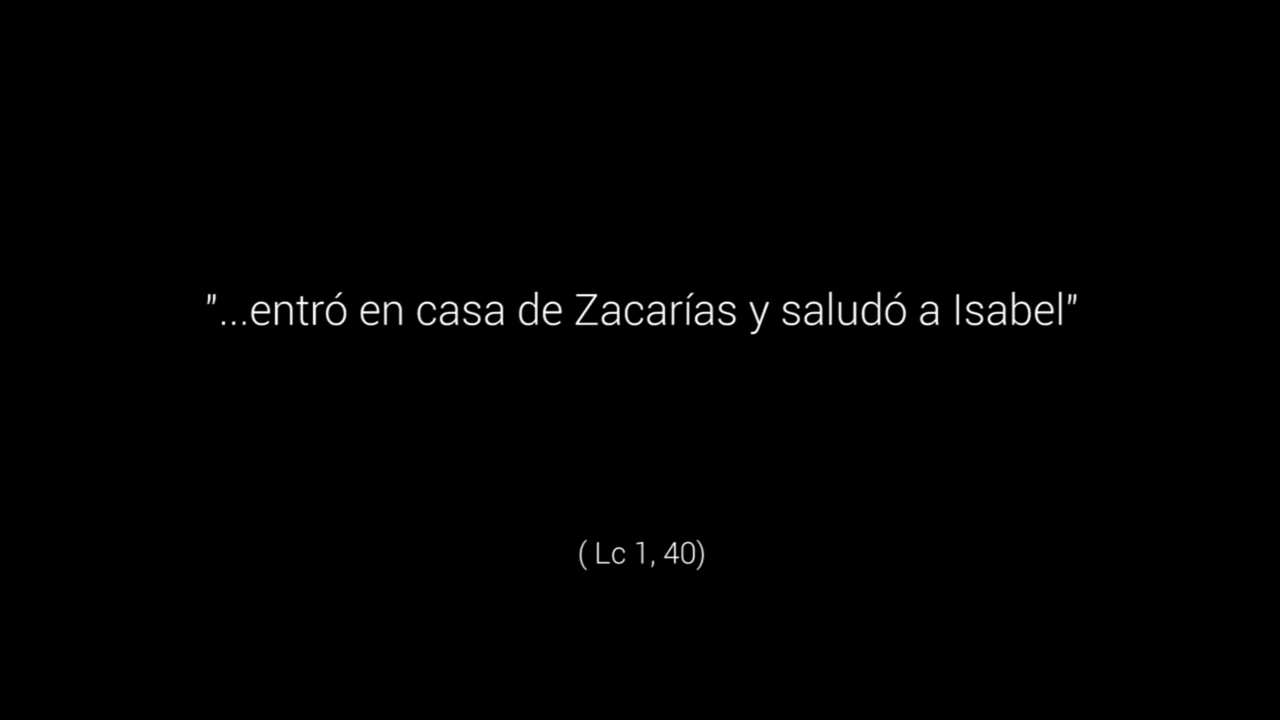 "...entró en casa de Zacarías y saludó a Isabel"
( Lc 1, 40)